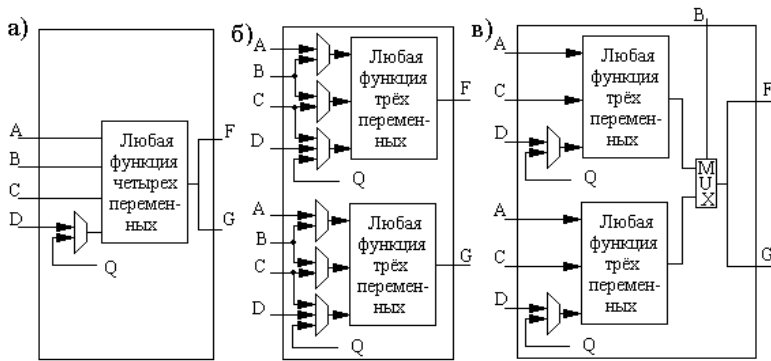 а)
A
B
C
D
Q
Любая
функция
четырех
перемен-
ных
F
G
б)
A
B
C
D
Q
Любая
функция
трёх
перемен-
ных
F
A
B
C
D
Q
Любая
функция
трёх
перемен-
ных
G
в)
B
A
C
D
Q
Любая
функция
трёх
перемен-
ных
MUX
F
A
C
D
Q
Любая
функция
трёх
перемен-
ных
G